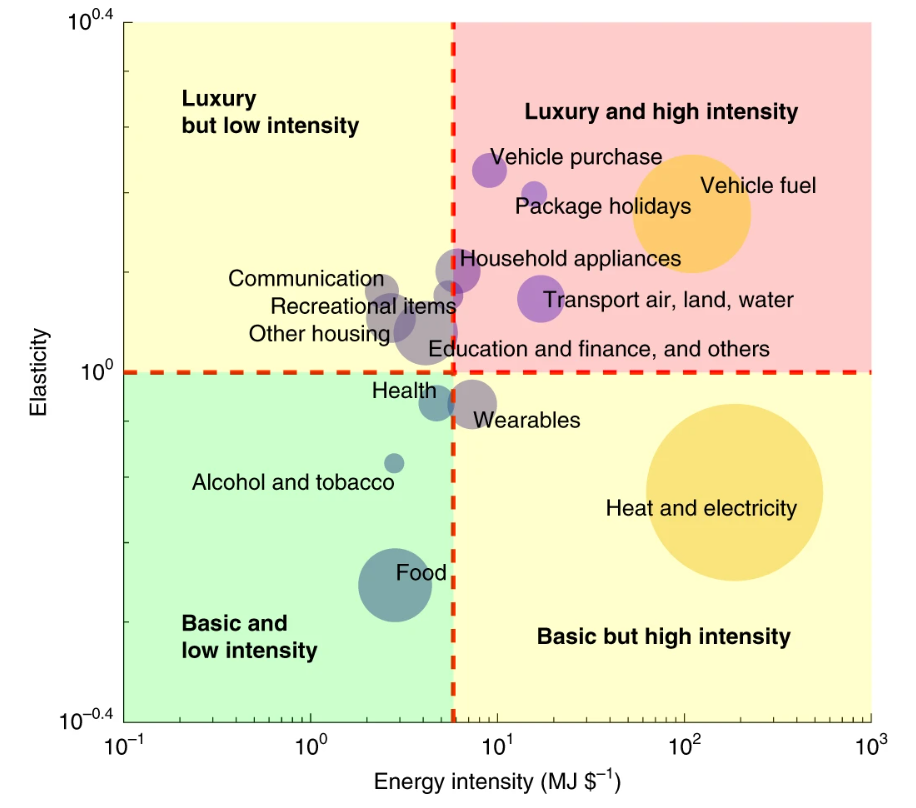 10^0.4
Luxury
but low intensity
Luxury and high intensity
Vehicle purchase
Vehicle fuel
Package holidays
Household appliances
Communication
Transport air, land, water
Recreational items
Other housing
Education and finance, and others
10^0
Elasticity
Health
Wearables
Alcohol and tobacco
Heat and electricity
Food
Basic and
low intensity
Basic but high intensity
10^−0.4
10^−1
10^0
10^1
10^2
10^3
Energy intensity (MJ $^−1)